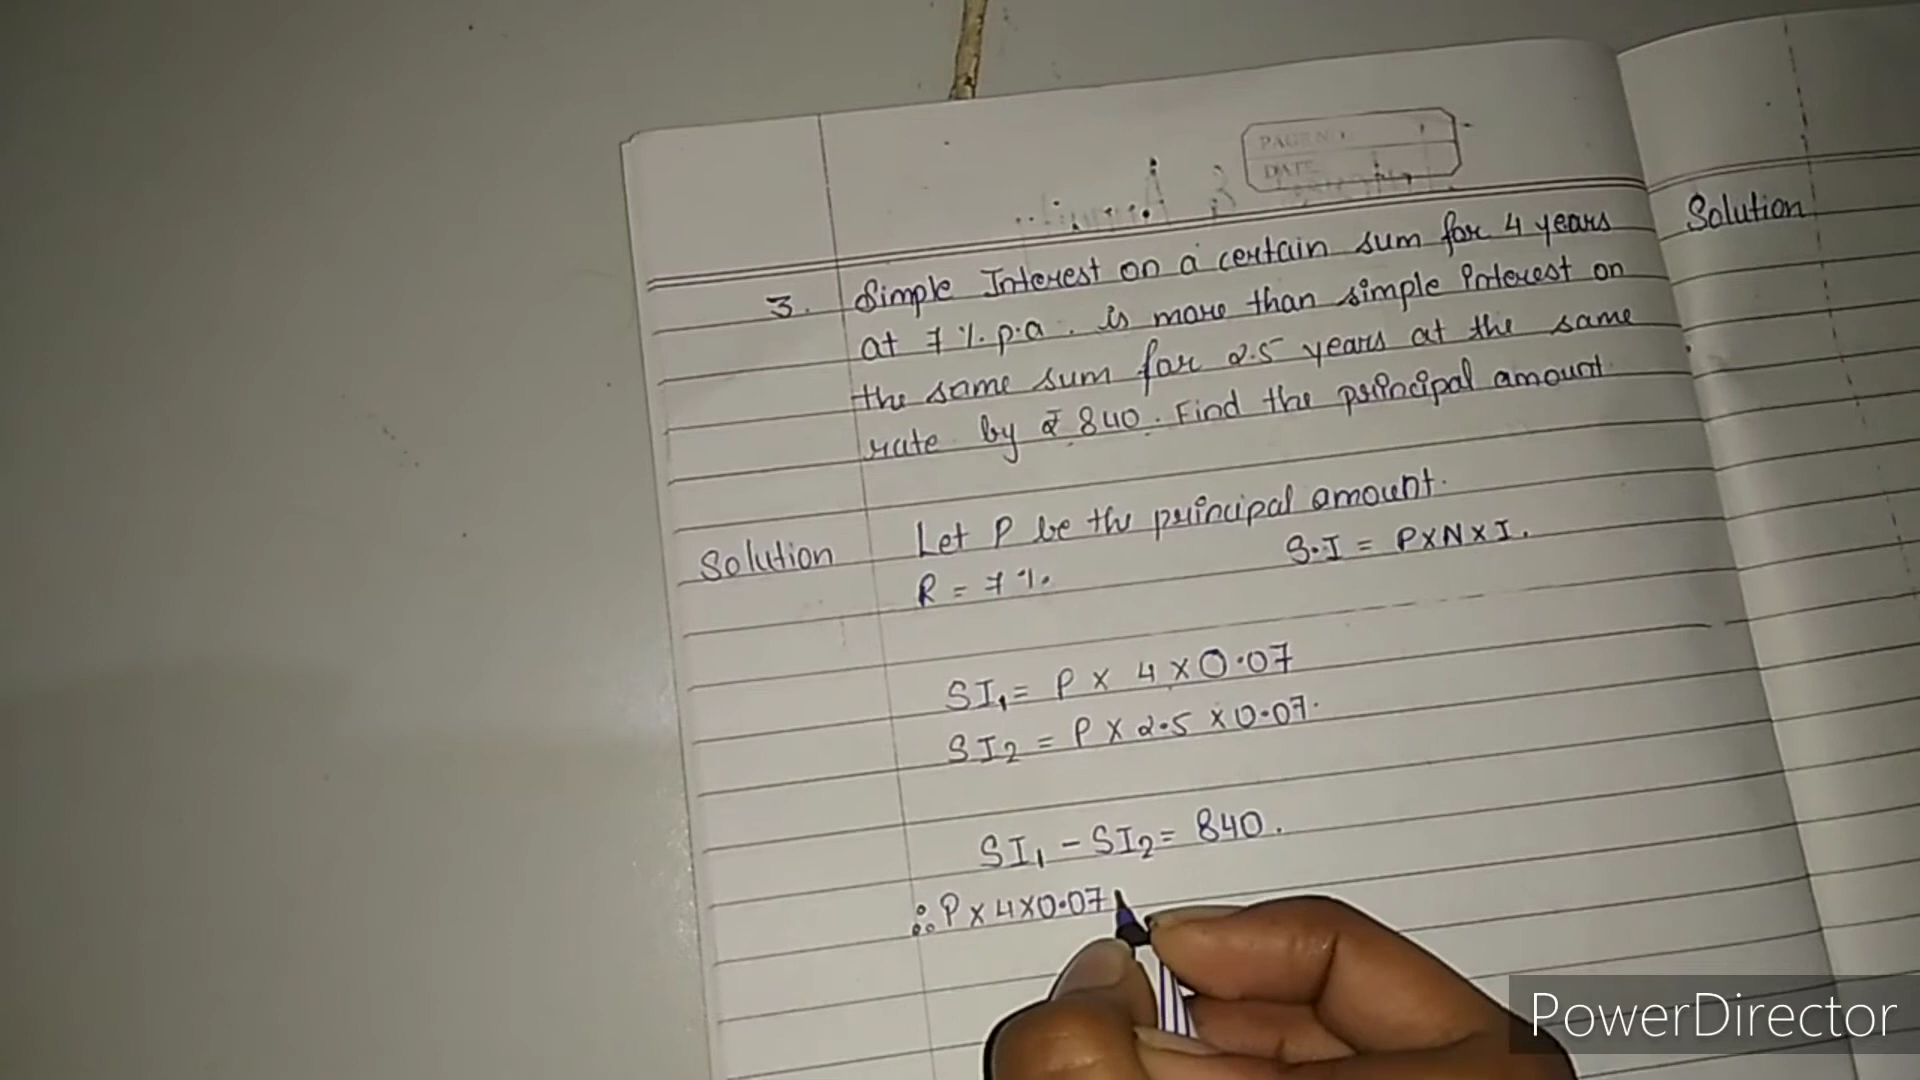 PAGE NO.
DATE
3. Simple Interest on a certain sum for 4 years
at 7 %. p.a. is more than simple interest on
the same sum for 2.5 years at the same
rate by ₹ 840. Find the principal amount.
Solution
Let P be the principal amount.
R = 7 %.
S.I = P×N×I.
SI₁ = P × 4 × 0.07
SI₂ = P × 2.5 × 0.07.
SI₁ - SI₂ = 840.
∴ P × 4 × 0.07
Solution
PowerDirector